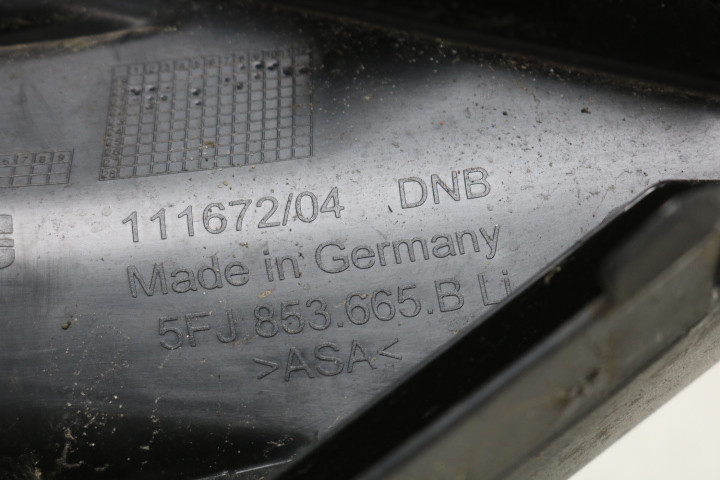 111672/04 DNB
Made in Germany
5FJ.853.665.B Li
>ASA<